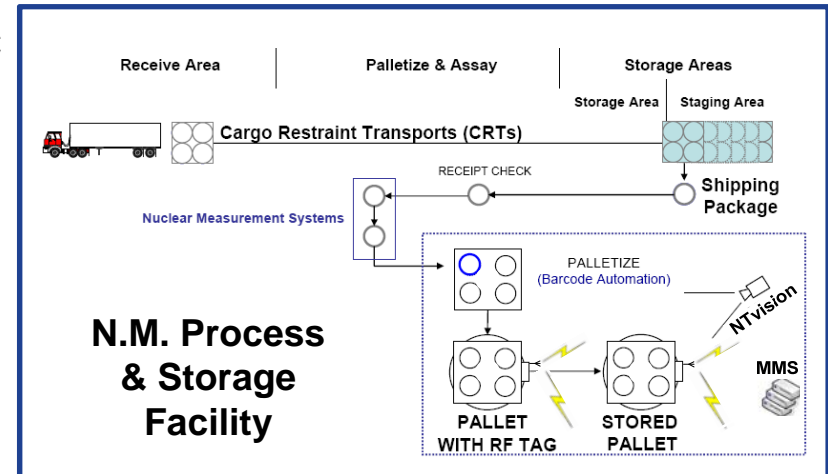 Receive Area
Palletize & Assay
Storage Areas
Storage Area
Staging Area
Cargo Restraint Transports (CRTs)
RECEIPT CHECK
Shipping
Package
Nuclear Measurement Systems
PALLETIZE
(Barcode Automation)
NTvision
N.M. Process
& Storage
Facility
MMS
PALLET
WITH RF TAG
STORED
PALLET